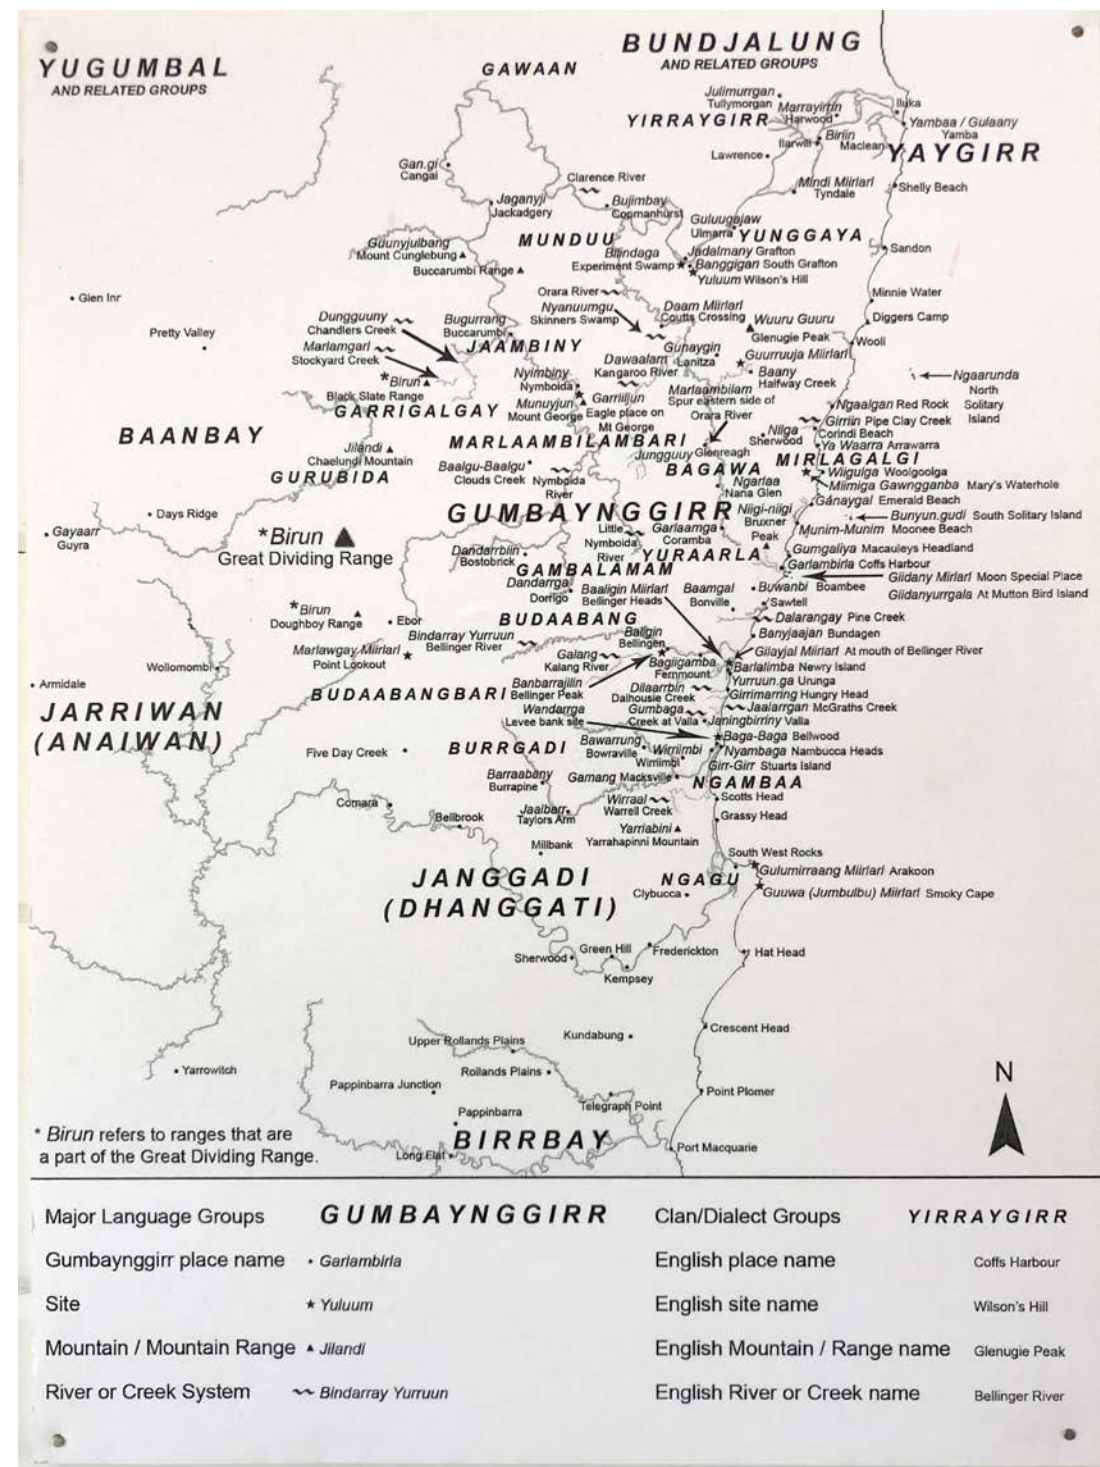 YUGUMBAL
AND RELATED GROUPS
GAWAAN
BUNDJALUNG
AND RELATED GROUPS
Julimurrgan
Tullymorgan
Marrayirrin
Harwood
Iluka
YIRRAYGIRR
Yambaa / Gulaany
Yamba
Ilarwill
Biriin
Maclean
YAYGIRR
Lawrence
Gan.gi
Cangai
Clarence River
Mindi Miirlarl
Tyndale
Shelly Beach
Jaganyji
Jackadgery
Bujimbay
Copmanhurst
Guluugajaw
Ulmarra
YUNGGAYA
Guunyjulbang
Mount Cunglebung
MUNDUU
Bilindaga
Experiment Swamp
Jadalmany Grafton
Banggigan South Grafton
Yuluum Wilson's Hill
Sandon
Buccarumbi Range
Glen Inr
Orara River
Minnie Water
Nyanuumgu
Skinners Swamp
Daam Miirlarl
Coutts Crossing
Wuuru Guuru
Glenugie Peak
Diggers Camp
Dungguuny
Chandlers Creek
Bugurrang
Buccarumbi
Pretty Valley
Marlamgarl
Stockyard Creek
JAAMBINY
Gunaygin
Lanitza
Guurruuja Miirlarl
Wooli
Dawaalam
Kangaroo River
Baany
Halfway Creek
*Birun
Black Slate Range
Nyimbiny
Nymboida
Ngaarunda
North
Solitary
Island
Marlaambilam
Spur eastern side of
Orara River
GARRIGALGAY
Munuyjun
Mount George
Garriiljun
Eagle place on
Mt George
Ngaalgan Red Rock
Girriin Pipe Clay Creek
Corindi Beach
BAANBAY
MARLAAMBILAMBARI
Nilga
Sherwood
Ya Waarra Arrawarra
Jilandi
Chaelundi Mountain
Jungguuy Glenreagh
MIRLAGALGI
GURUBIDA
Baalgu-Baalgu
Clouds Creek
Nymboida
River
BAGAWA
Wiigulga Woolgoolga
Ngarlaa
Nana Glen
Miimiga Gawngganba Mary's Waterhole
Gánaygal Emerald Beach
Days Ridge
GUMBAYNGGIRR
Niigi-niigi
Bruxner
Peak
Bunyun.gudi South Solitary Island
Gayaarr
Guyra
*Birun
Great Dividing Range
Little
Nymboida
River
Garlaamga
Coramba
Munim-Munim Moonee Beach
Dandarrbiin
Bostobrick
YURAARLA
Gumgaliya Macauleys Headland
GAMBALAMAM
Garlambirla Coffs Harbour
Dandarrga
Dorrigo
Baaligin Miirlarl
Bellinger Heads
Baamgal
Bonville
Giidany Mirlarl Moon Special Place
Buwanbi Boambee
Giidanyurrgala At Mutton Bird Island
*Birun
Doughboy Range
Sawtell
Ebor
BUDAABANG
Dalarangay Pine Creek
Bindarray Yurruun
Bellinger River
Baligin
Bellingen
Banyjaajan Bundagen
Marlawgay Miirlarl
Point Lookout
Galang
Kalang River
Gilayjal Miirlarl At mouth of Bellinger River
Wollomombi
Bagiigamba
Fernmount
Barlalimba Newry Island
Armidale
Banbarrajilin
Bellinger Peak
Dilaarrbin
Dalhousie Creek
Yurruun.ga Urunga
BUDAABANGBARI
Girrimarring Hungry Head
JARRIWAN
(ANAIWAN)
Wandarrga
Levee bank site
Gumbaga
Creek at Valla
Jaalarrgan McGraths Creek
Janingbirriny Valla
Five Day Creek
BURRGADI
Bawarrung
Bowraville
Wirriimbi
Wirriimbi
Baga-Baga Bellwood
Nyambaga Nambucca Heads
Girr-Girr Stuarts Island
Barraabany
Burrapine
Gamang Macksville
NGAMBAA
Comara
Jaalbarr
Taylors Arm
Wirraal
Warrell Creek
Scotts Head
Bellbrook
Yarriabini
Yarrahapinni Mountain
Grassy Head
Millbank
South West Rocks
JANGGADI
(DHANGGATI)
NGAGU
Gulumirraang Miirlarl Arakoon
Clybucca
Guuwa (Jumbulbu) Miirlarl Smoky Cape
Sherwood
Green Hill
Frederickton
Hat Head
Kempsey
Crescent Head
Upper Rollands Plains
Kundabung
Yarrowitch
Rollands Plains
N
Pappinbarra Junction
Point Plomer
Telegraph Point
Pappinbarra
* Birun refers to ranges that are
a part of the Great Dividing Range.
BIRRBAY
Long Flat
Port Macquarie
Major Language Groups GUMBAYNGGIRR Clan/Dialect Groups YIRRAYGIRR
Gumbaynggirr place name Garlambirla English place name Coffs Harbour
Site Yuluum English site name Wilson's Hill
Mountain / Mountain Range Jilandi English Mountain / Range name Glenugie Peak
River or Creek System Bindarray Yurruun English River or Creek name Bellinger River